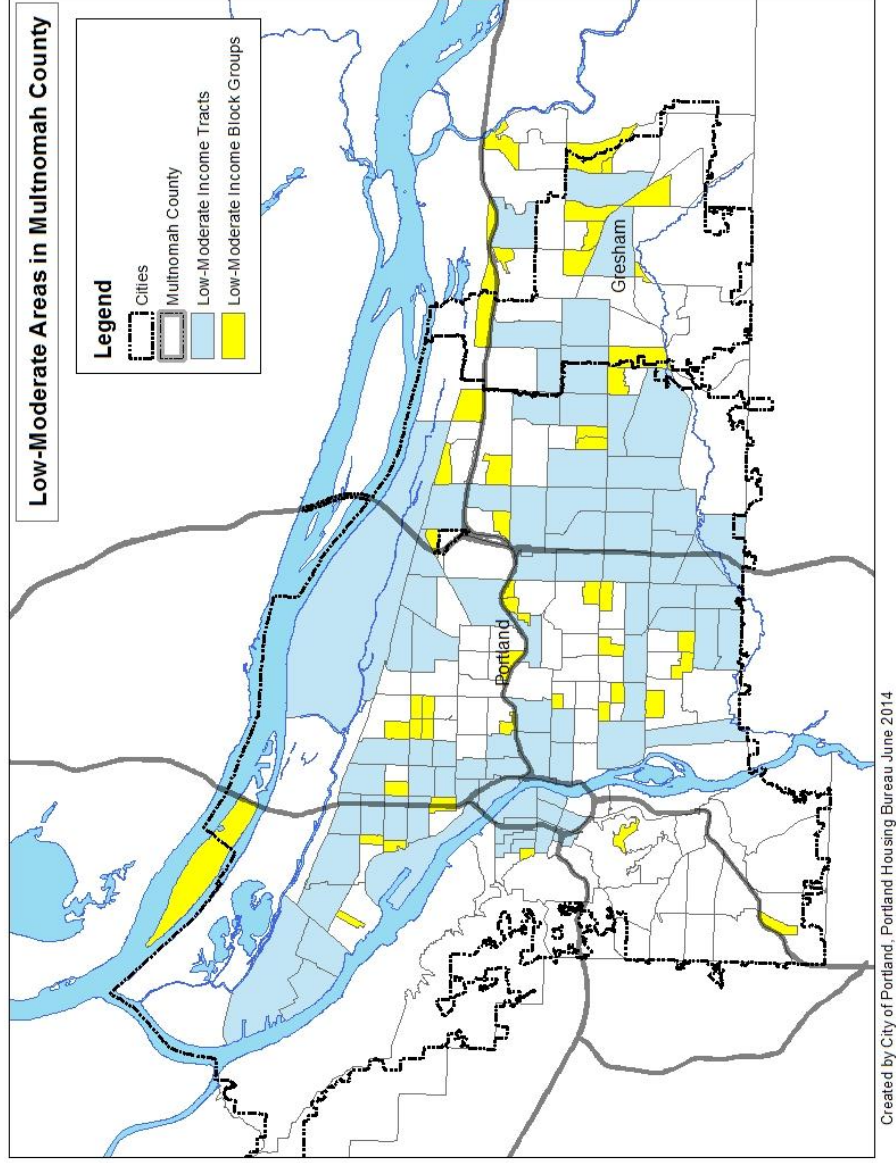 Low-Moderate Areas in Multnomah County
Legend
Cities
Multnomah County
Low-Moderate Income Tracts
Low-Moderate Income Block Groups
Gresham
Portland
Created by City of Portland, Portland Housing Bureau June 2014